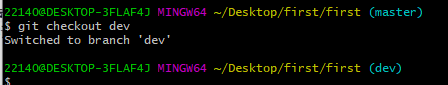 22140@DESKTOP-3FLAF4J MINGW64 ~/Desktop/first/first (master)
$ git checkout dev
Switched to branch 'dev'
22140@DESKTOP-3FLAF4J MINGW64 ~/Desktop/first/first (dev)
$